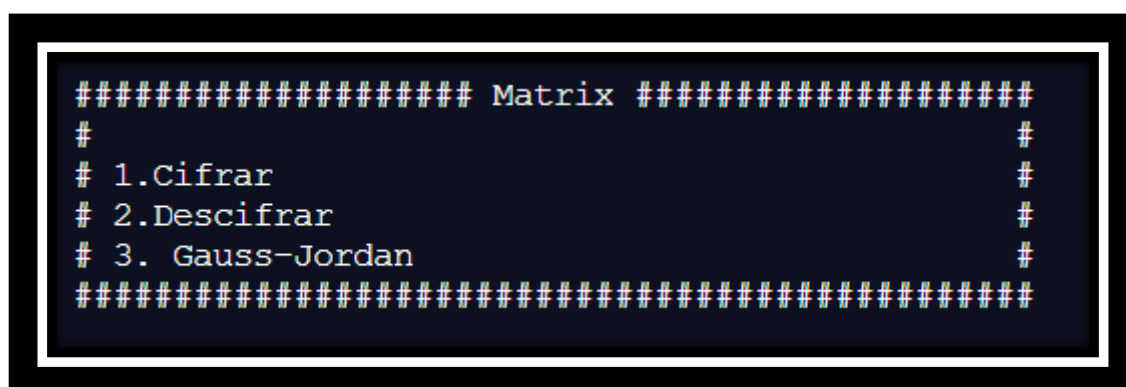 #################### Matrix ####################
#                                              #
# 1.Cifrar                                     #
# 2.Descifrar                                  #
# 3. Gauss-Jordan                              #
################################################